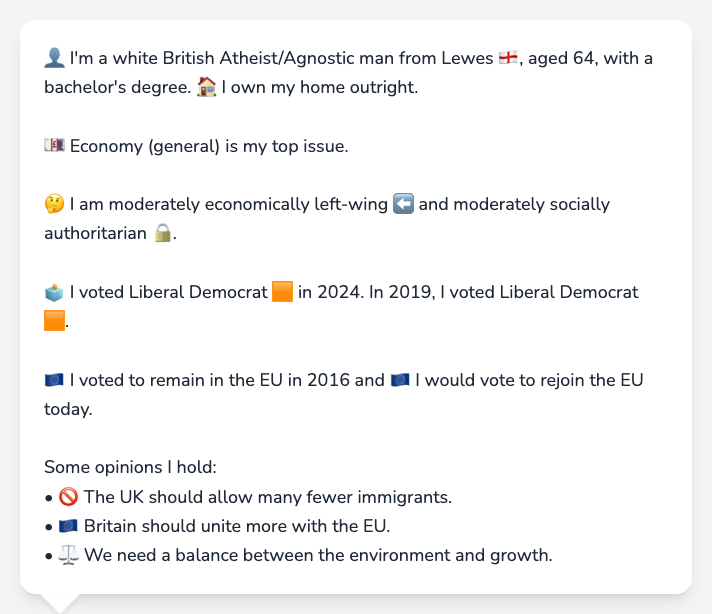 👤 I'm a white British Atheist/Agnostic man from Lewes 🏴󠁧󠁢󠁥󠁮󠁧󠁿, aged 64, with a
bachelor's degree. 🏠 I own my home outright.
💷 Economy (general) is my top issue.
🤔 I am moderately economically left-wing ⬅️ and moderately socially
authoritarian 🔒.
🗳️ I voted Liberal Democrat 🟧 in 2024. In 2019, I voted Liberal Democrat
🟧.
🇪🇺 I voted to remain in the EU in 2016 and 🇪🇺 I would vote to rejoin the EU
today.
Some opinions I hold:
• 🚫 The UK should allow many fewer immigrants.
• 🇪🇺 Britain should unite more with the EU.
• ⚖️ We need a balance between the environment and growth.